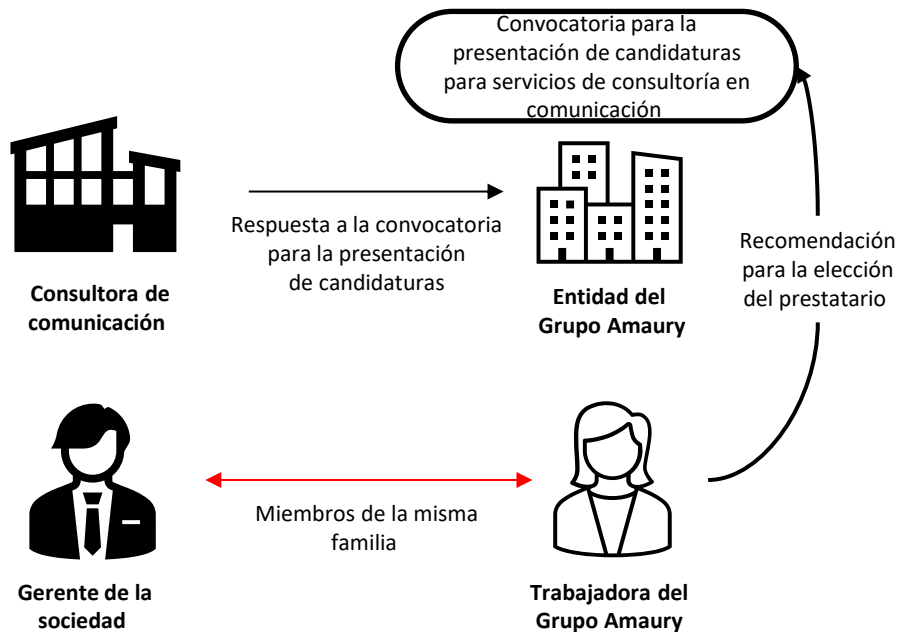 Convocatoria para la
presentación de candidaturas
para servicios de consultoría en
comunicación
Respuesta a la convocatoria
para la presentación
de candidaturas
Recomendación
para la elección
del prestatario
Consultora de
comunicación
Entidad del
Grupo Amaury
Miembros de la misma
familia
Gerente de la
sociedad
Trabajadora del
Grupo Amaury